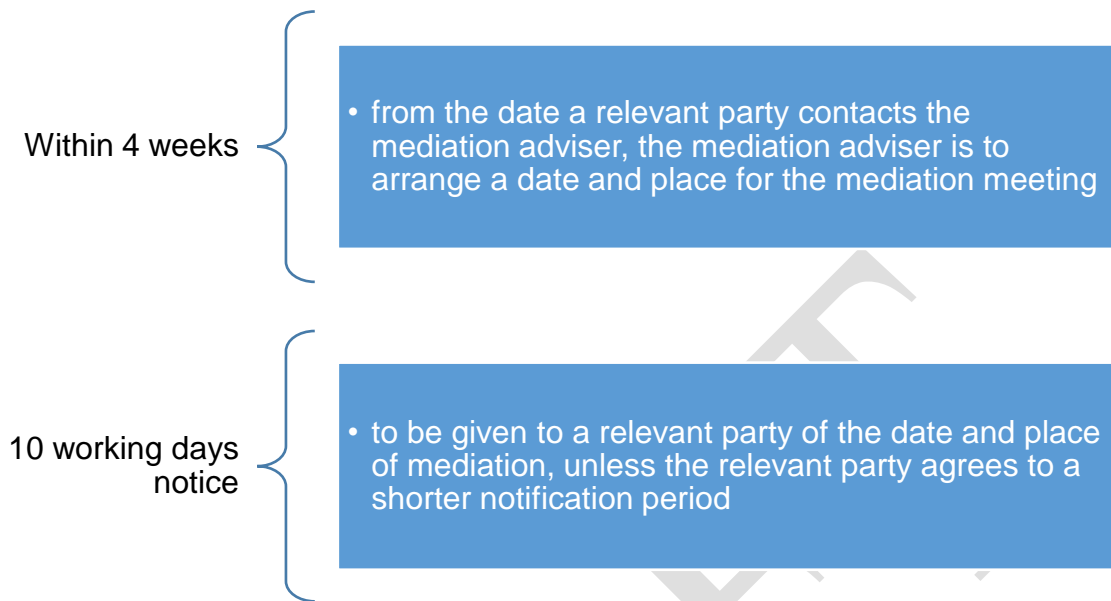 Within 4 weeks
• from the date a relevant party contacts the
mediation adviser, the mediation adviser is to
arrange a date and place for the mediation meeting
10 working days
notice
• to be given to a relevant party of the date and place
of mediation, unless the relevant party agrees to a
shorter notification period